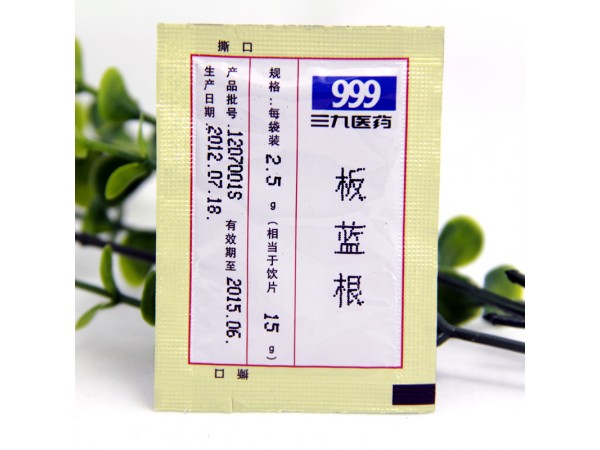 撕 口
999
三九医药
板蓝根
规格：每袋装 2.5 g（相当于饮片 15 g）
产品批号：1207001S 有效期至 2015.06.
生产日期：2012.07.18.
撕 口